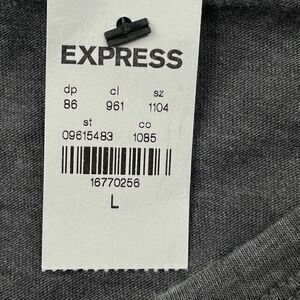 EXPRESS
dp cl sz
86 961 1104
st co
09615483 1085
16770256
L